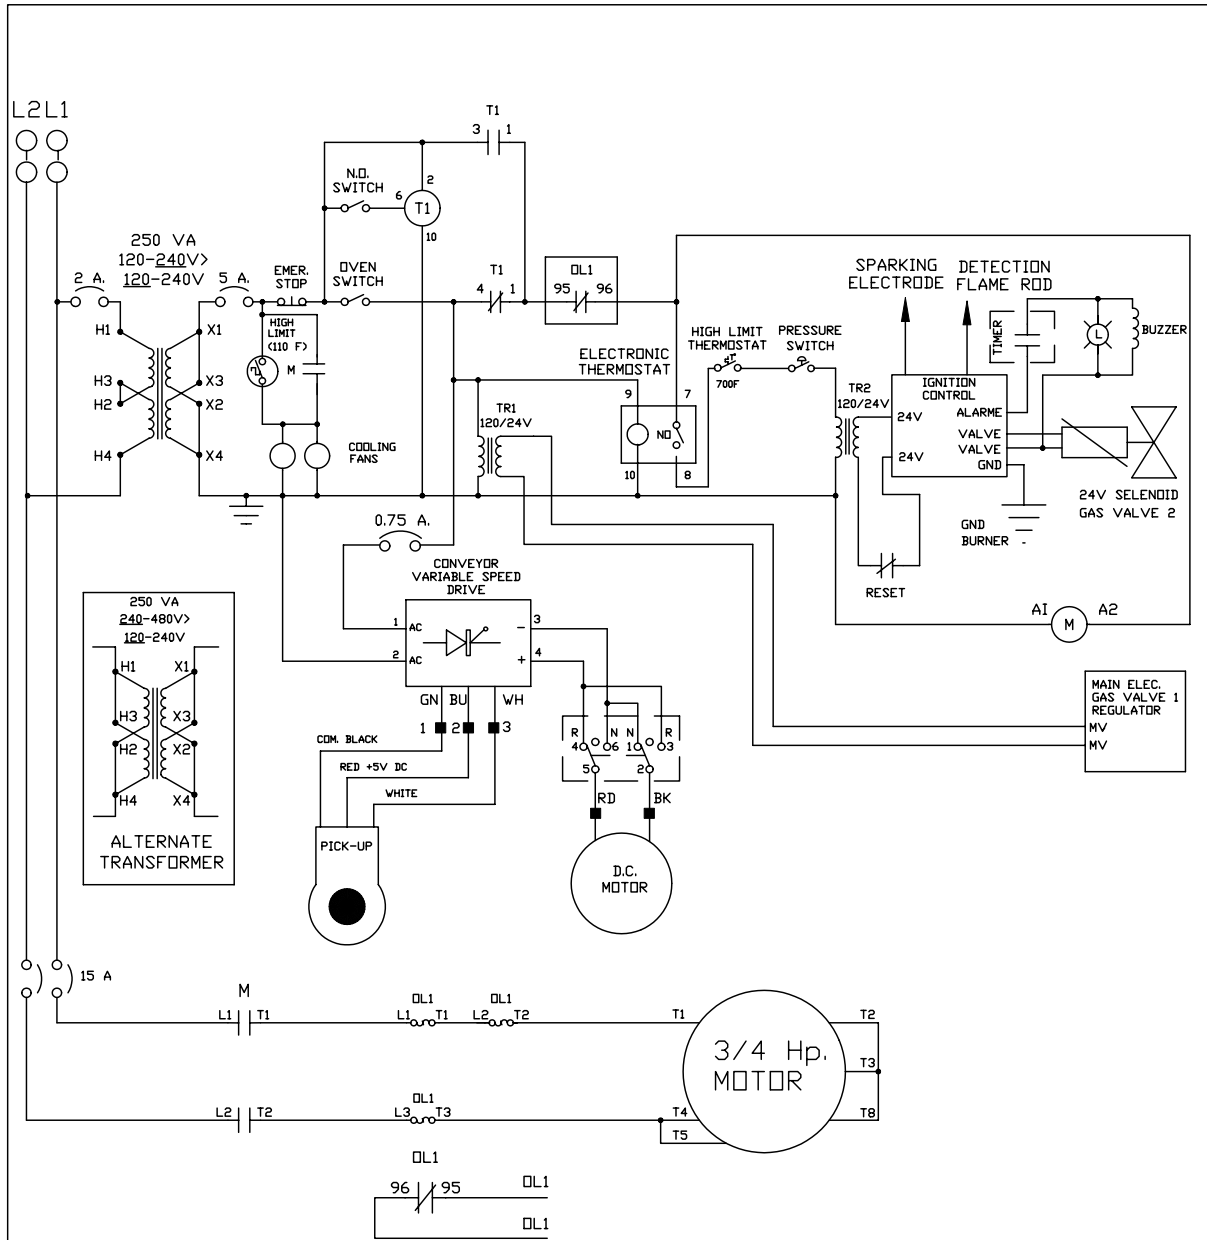 L2 L1
T1
3 1
N.O.
SWITCH
6
2
T1
10
250 VA
120-240V>
120-240V
2 A.
5 A.
EMER.
STOP
OVEN
SWITCH
T1
4 1
OL1
95 96
SPARKING
ELECTRODE
DETECTION
FLAME ROD
TIMER
L
BUZZER
H1
X1
HIGH
LIMIT
(110 F)
M
H3
X3
H2
X2
H4
X4
COOLING
FANS
TR1
120/24V
ELECTRONIC
THERMOSTAT
9
7
NO
10
8
HIGH LIMIT
THERMOSTAT
700F
PRESSURE
SWITCH
TR2
120/24V
IGNITION
CONTROL
24V
ALARME
VALVE
VALVE
24V
GND
24V SELENOID
GAS VALVE 2
GND
BURNER -
RESET
0.75 A.
CONVEYOR
VARIABLE SPEED
DRIVE
1
AC
-
3
2
AC
+
4
GN BU WH
1 2 3
COM. BLACK
RED +5V DC
WHITE
PICK-UP
R N N R
4 6 1 3
5 2
RD BK
D.C.
MOTOR
A1
M
A2
MAIN ELEC.
GAS VALVE 1
REGULATOR
MV
MV
250 VA
240-480V>
120-240V
H1 X1
H3 X3
H2 X2
H4 X4
ALTERNATE
TRANSFORMER
15 A
M
L1 T1
OL1
L1 T1
OL1
L2 T2
T1
3/4 Hp.
MOTOR
T2
T3
T8
L2 T2
OL1
L3 T3
T4
T5
OL1
96 95
OL1
OL1